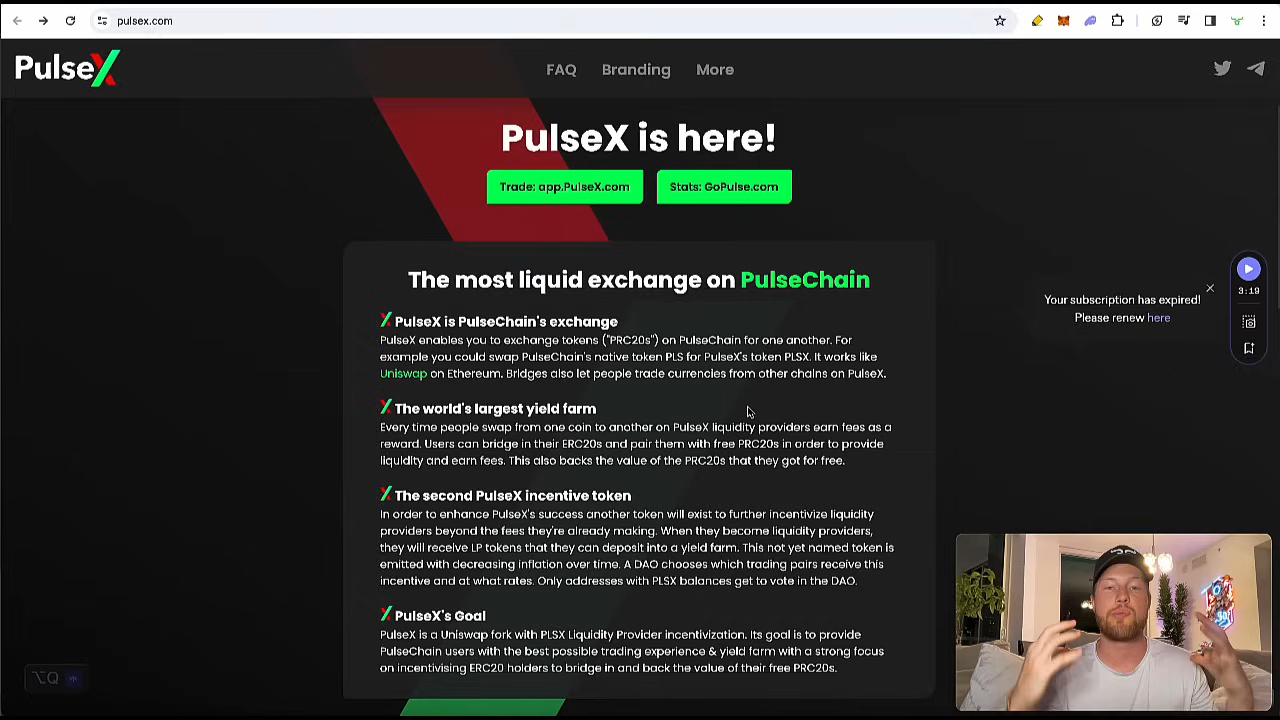 pulsex.com
PulseX
FAQ
Branding
More
PulseX is here!
Trade: app.PulseX.com
Stats: GoPulse.com
The most liquid exchange on PulseChain
PulseX is PulseChain's exchange
PulseX enables you to exchange tokens ("PRC20s") on PulseChain for one another. For
example you could swap PulseChain's native token PLS for PulseX's token PLSX. It works like
Uniswap on Ethereum. Bridges also let people trade currencies from other chains on PulseX.
The world's largest yield farm
Every time people swap from one coin to another on PulseX liquidity providers earn fees as a
reward. Users can bridge in their ERC20s and pair them with free PRC20s in order to provide
liquidity and earn fees. This also backs the value of the PRC20s that they got for free.
The second PulseX incentive token
In order to enhance PulseX's success another token will exist to further incentivize liquidity
providers beyond the fees they're already making. When they become liquidity providers,
they will receive LP tokens that they can deposit into a yield farm. This not yet named token is
emitted with decreasing inflation over time. A DAO chooses which trading pairs receive this
incentive and at what rates. Only addresses with PLSX balances get to vote in the DAO.
PulseX's Goal
PulseX is a Uniswap fork with PLSX Liquidity Provider incentivization. Its goal is to provide
PulseChain users with the best possible trading experience & yield farm with a strong focus
on incentivising ERC20 holders to bridge in and back the value of their free PRC20s.
Your subscription has expired!
Please renew here
3:19
⌥Q